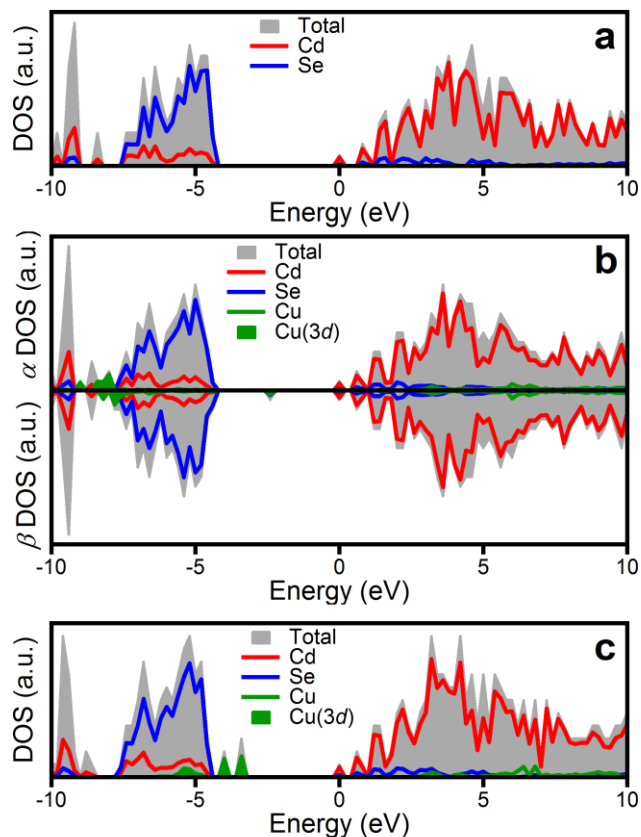 DOS (a.u.)
Total
Cd
Se
a
-10 -5 0 5 10
Energy (eV)
α DOS (a.u.)
β DOS (a.u.)
Total
Cd
Se
Cu
Cu(3d)
b
-10 -5 0 5 10
Energy (eV)
DOS (a.u.)
Total
Cd
Se
Cu
Cu(3d)
c
-10 -5 0 5 10
Energy (eV)